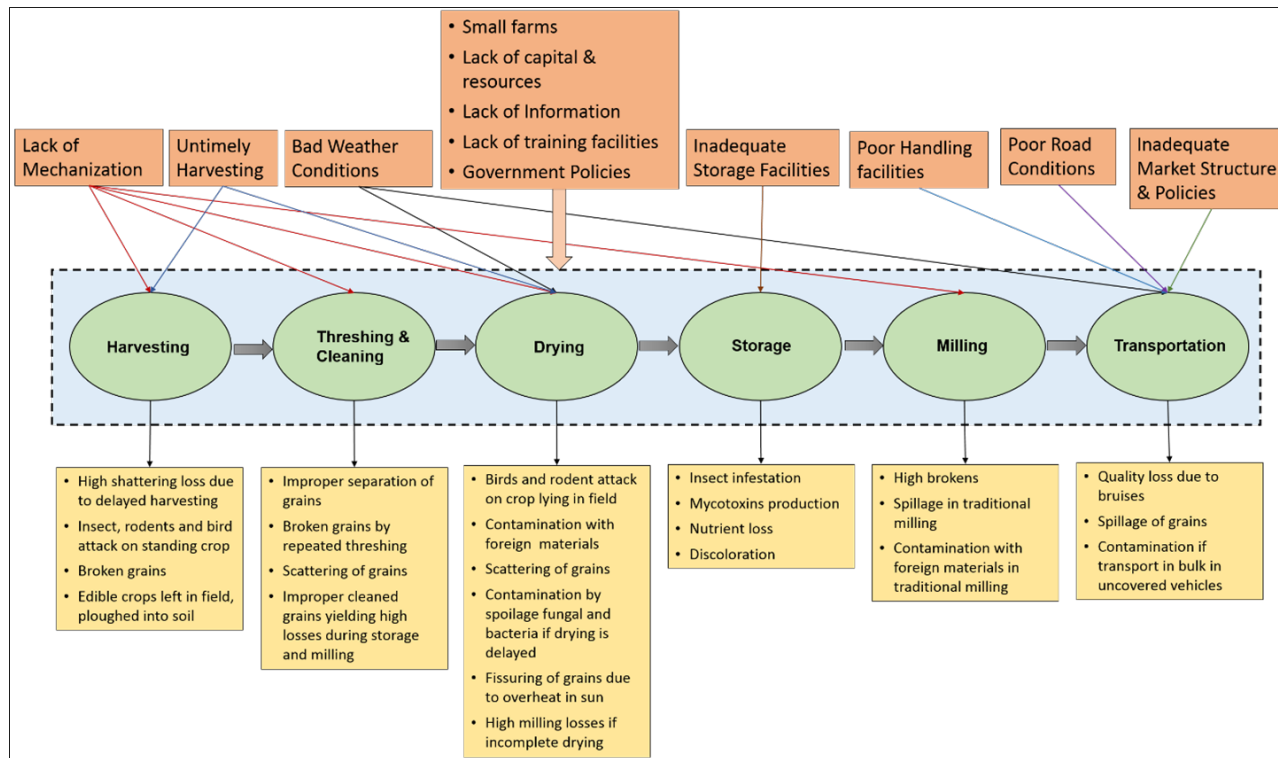 • Small farms
• Lack of capital &
resources
• Lack of Information
• Lack of training facilities
• Government Policies
Lack of
Mechanization
Untimely
Harvesting
Bad Weather
Conditions
Inadequate
Storage Facilities
Poor Handling
facilities
Poor Road
Conditions
Inadequate
Market Structure
& Policies
Harvesting
Threshing &
Cleaning
Drying
Storage
Milling
Transportation
• High shattering loss due
to delayed harvesting
• Insect, rodents and bird
attack on standing crop
• Broken grains
• Edible crops left in field,
ploughed into soil
• Improper separation of
grains
• Broken grains by
repeated threshing
• Scattering of grains
• Improper cleaned
grains yielding high
losses during storage
and milling
• Birds and rodent attack
on crop lying in field
• Contamination with
foreign materials
• Scattering of grains
• Contamination by
spoilage fungal and
bacteria if drying is
delayed
• Fissuring of grains due
to overheat in sun
• High milling losses if
incomplete drying
• Insect infestation
• Mycotoxins production
• Nutrient loss
• Discoloration
• High brokens
• Spillage in traditional
milling
• Contamination with
foreign materials in
traditional milling
• Quality loss due to
bruises
• Spillage of grains
• Contamination if
transport in bulk in
uncovered vehicles